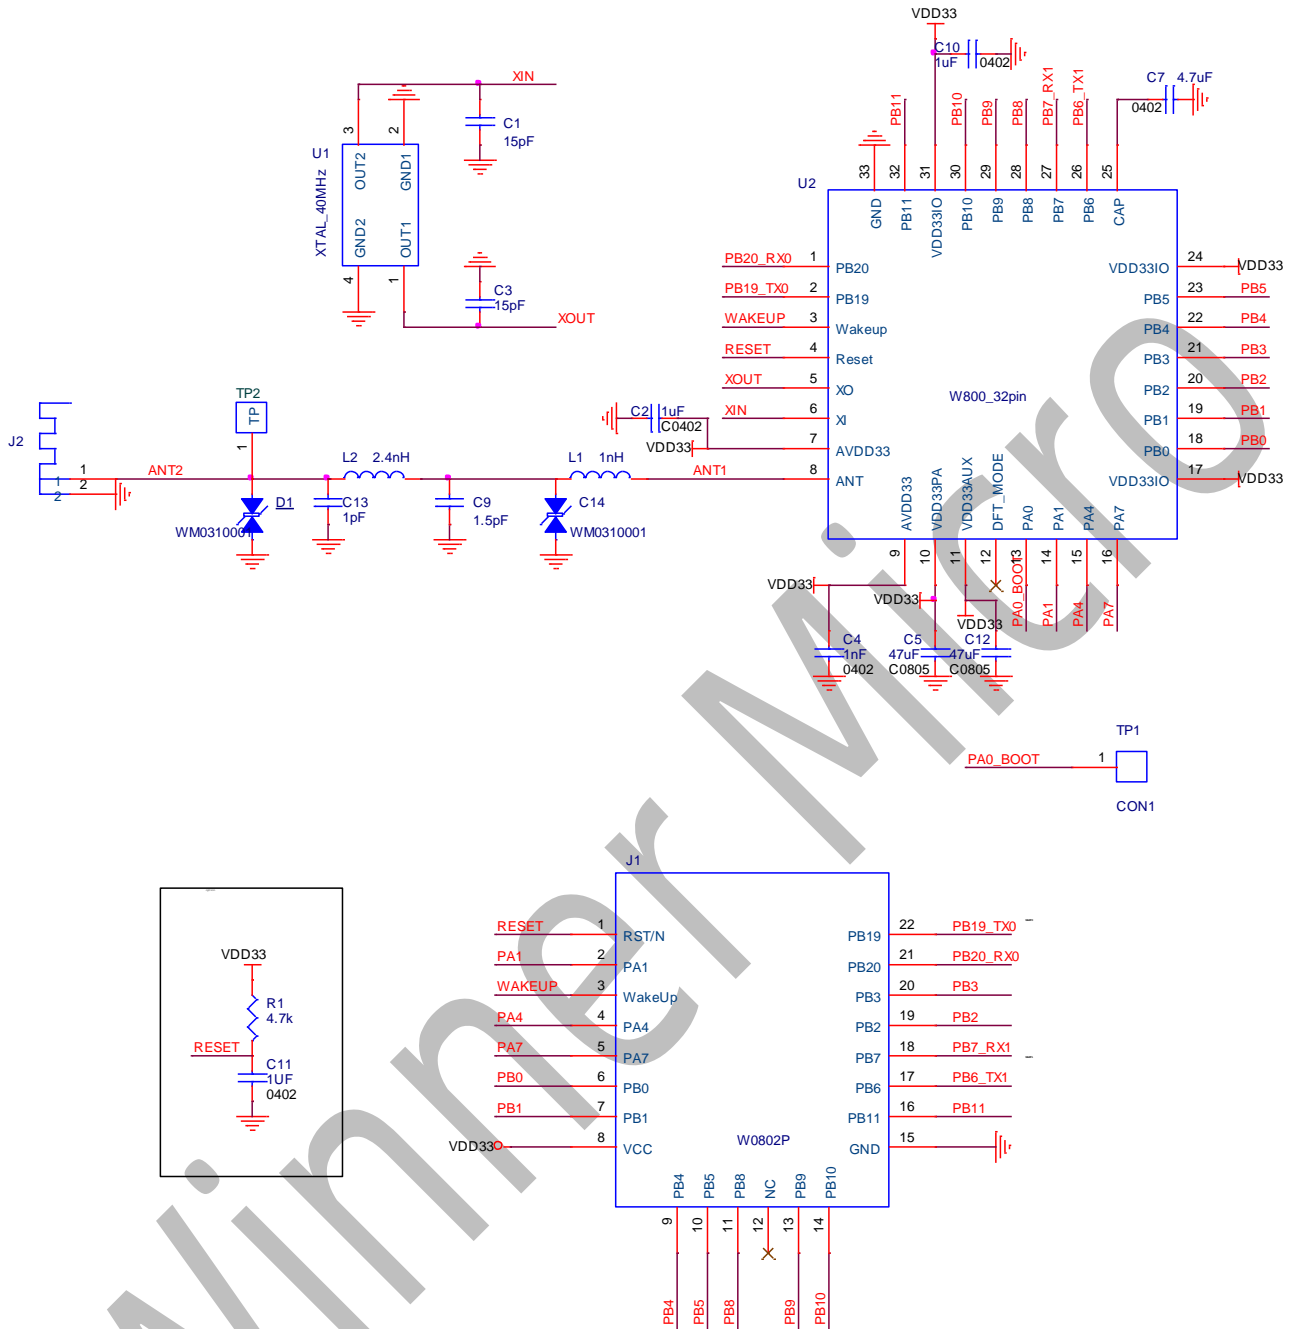 VDD33
C10
1uF
0402
C7
4.7uF
0402
PB11
PB10
PB9
PB8
PB7_RX1
PB6_TX1
33
32
31
30
29
28
27
26
25
U2
GND
PB11
VDD33IO
PB10
PB9
PB8
PB7
PB6
CAP
XIN
C1
15pF
3
2
U1
XTAL_40MHz
OUT2
GND1
GND2
OUT1
4
1
C3
15pF
XOUT
PB20_RX0
1
PB20
PB19_TX0
2
PB19
WAKEUP
3
Wakeup
RESET
4
Reset
XOUT
5
XO
XIN
6
XI
7
AVDD33
8
ANT
VDD33IO
24
VDD33
PB5
23
PB5
PB4
22
PB4
PB3
21
PB3
PB2
20
PB2
PB1
19
PB1
PB0
18
PB0
VDD33IO
17
VDD33
W800_32pin
C2
1uF
C0402
VDD33
J2
1
2
1
2
ANT2
TP2
TP
1
D1
WM0310001
L2
2.4nH
C13
1pF
C9
1.5pF
L1
1nH
C14
WM0310001
ANT1
AVDD33
VDD33PA
VDD33AUX
DFT_MODE
PA0
PA1
PA4
PA7
9
10
11
12
13
14
15
16
PA0_BOOT
PA1
PA4
PA7
VDD33
VDD33
VDD33
C4
1nF
0402
C5
47uF
C0805
C12
47uF
C0805
TP1
PA0_BOOT
1
CON1
VDD33
R1
4.7k
RESET
C11
1UF
0402
J1
RESET
1
RST/N
PA1
2
PA1
WAKEUP
3
WakeUp
PA4
4
PA4
PA7
5
PA7
PB0
6
PB0
PB1
7
PB1
VDD33
8
VCC
PB19
22
PB19_TX0
PB20
21
PB20_RX0
PB3
20
PB3
PB2
19
PB2
PB7
18
PB7_RX1
PB6
17
PB6_TX1
PB11
16
PB11
GND
15
W0802P
PB4
PB5
PB8
NC
PB9
PB10
9
10
11
12
13
14
PB4
PB5
PB8
PB9
PB10
Winner Micro